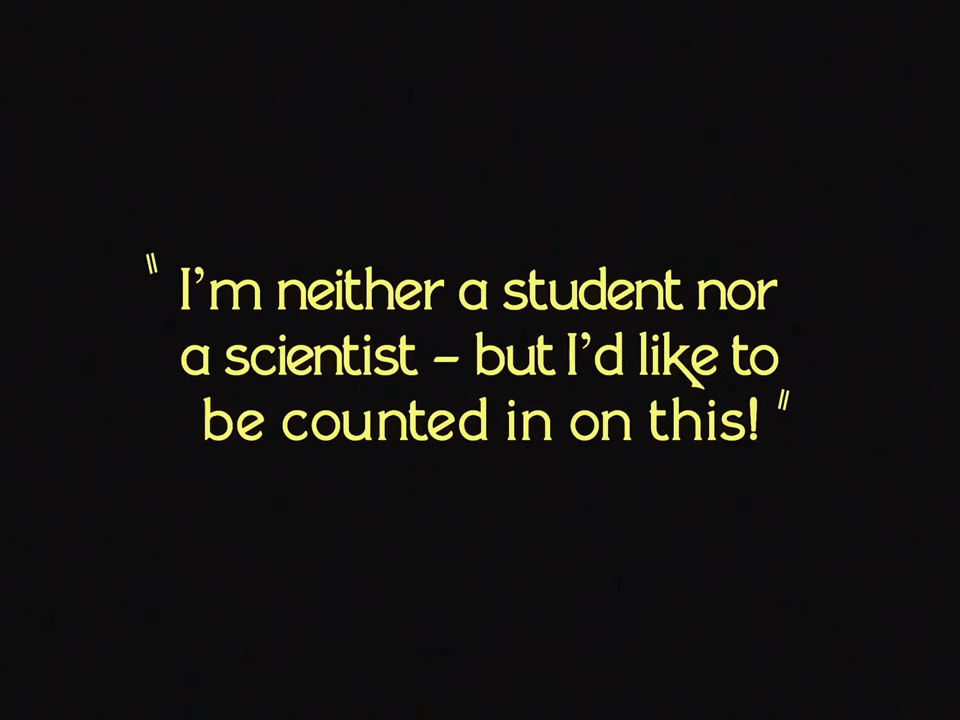 "I'm neither a student nor
a scientist – but I'd like to
be counted in on this!"